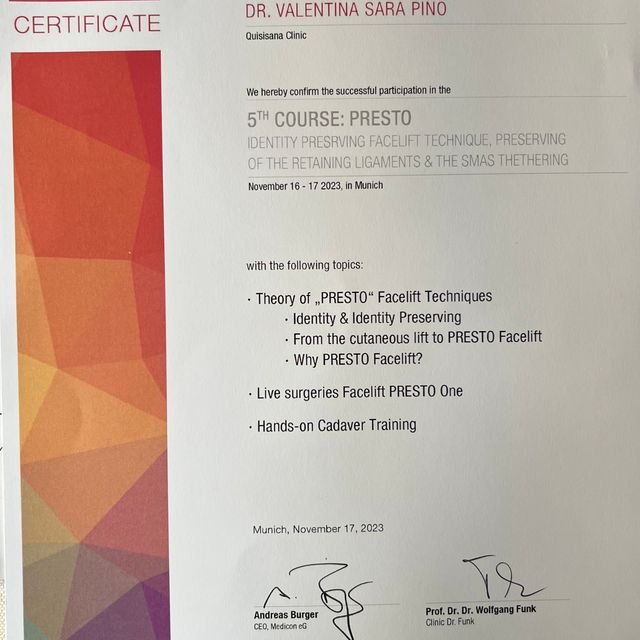 CERTIFICATE
DR. VALENTINA SARA PINO
Quisisana Clinic
We hereby confirm the successful participation in the
5TH COURSE: PRESTO
IDENTITY PRESRVING FACELIFT TECHNIQUE, PRESERVING
OF THE RETAINING LIGAMENTS & THE SMAS THETHERING
November 16 - 17 2023, in Munich
with the following topics:
· Theory of „PRESTO“ Facelift Techniques
· Identity & Identity Preserving
· From the cutaneous lift to PRESTO Facelift
· Why PRESTO Facelift?
· Live surgeries Facelift PRESTO One
· Hands-on Cadaver Training
Munich, November 17, 2023
Andreas Burger
CEO, Medicon eG
Prof. Dr. Dr. Wolfgang Funk
Clinic Dr. Funk